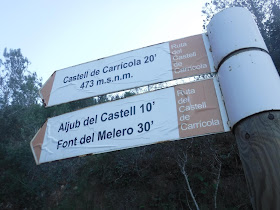 Castell de Carrícola 20'
473 m.s.n.m.
Ruta del
Castell de
Carrícola
Aljub del Castell 10'
Font del Melero 30'
Ruta
del Castell
de Carrícola